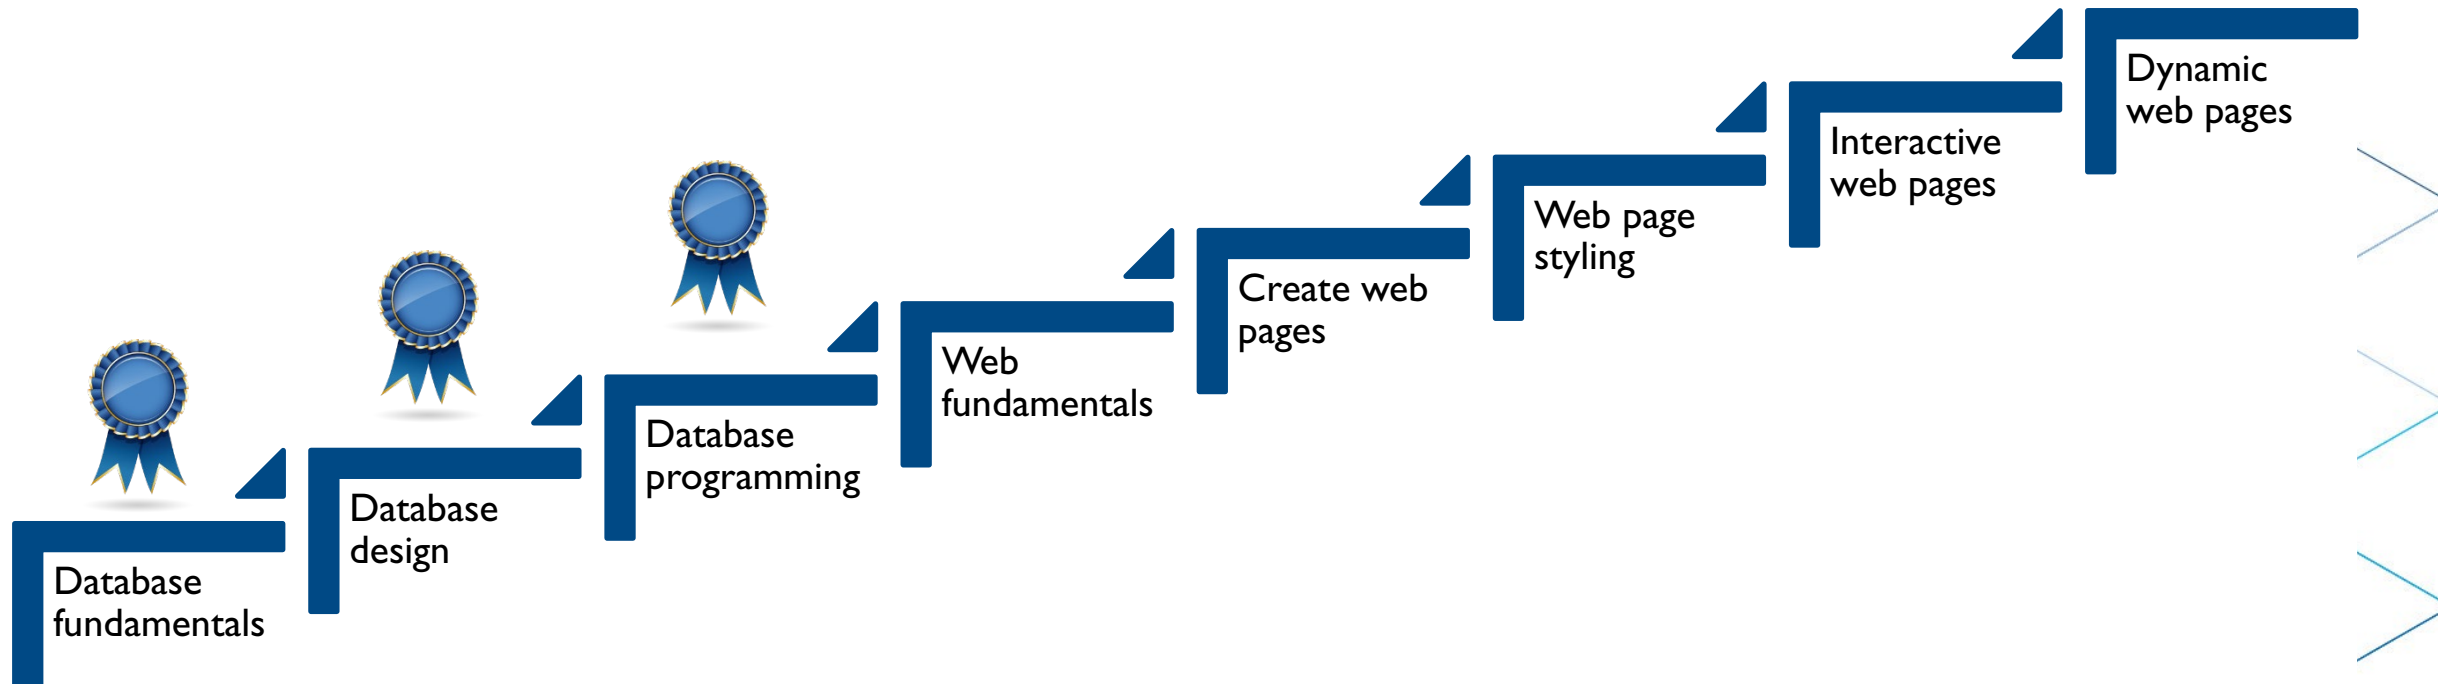 Database
fundamentals
Database
design
Database
programming
Web
fundamentals
Create web
pages
Web page
styling
Interactive
web pages
Dynamic
web pages